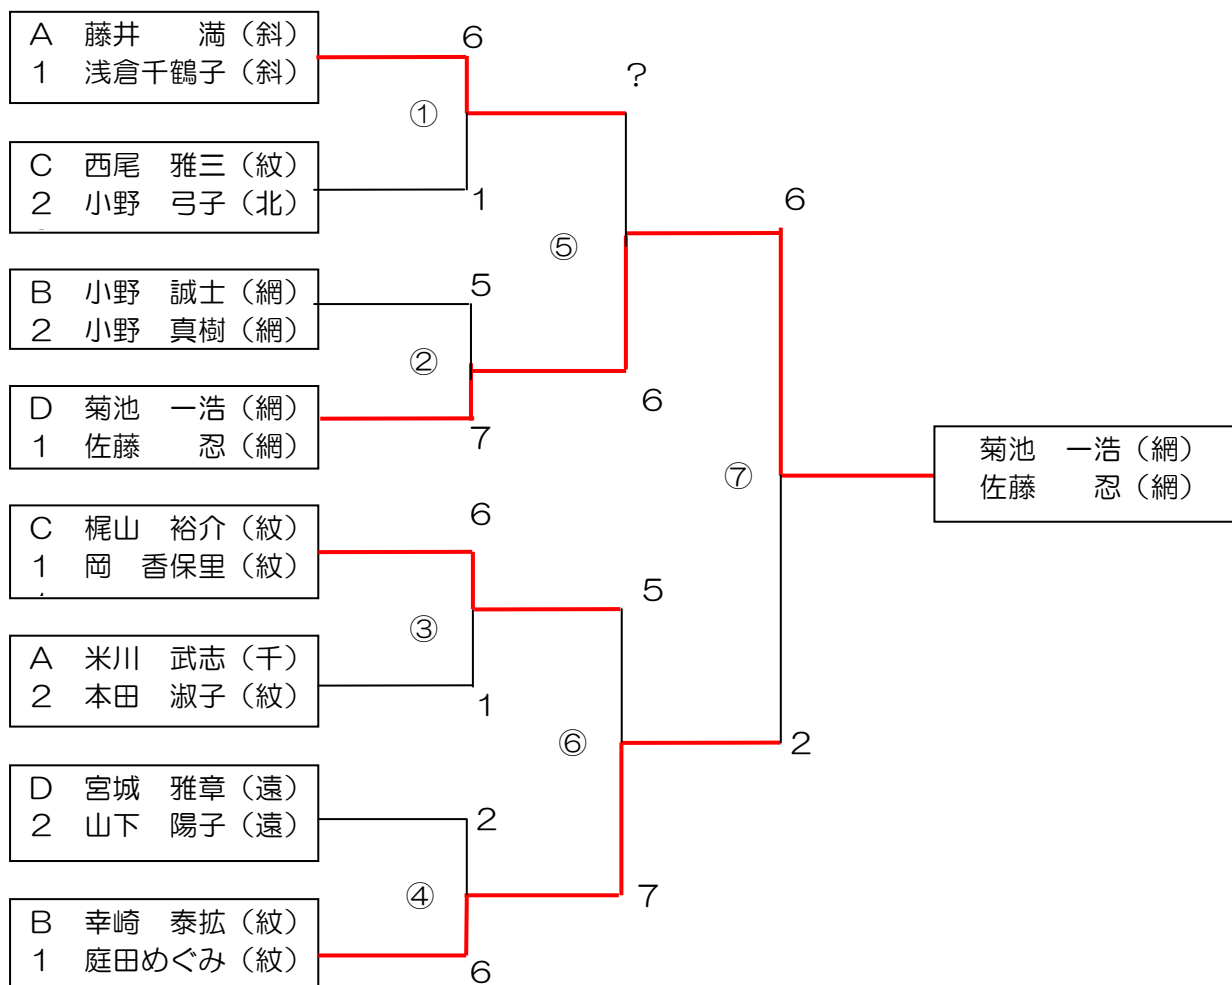 A 藤井 満（斜）
1 浅倉千鶴子（斜）
6
?
①
C 西尾 雅三（紋）
2 小野 弓子（北）
1
6
⑤
B 小野 誠士（網）
2 小野 真樹（網）
5
②
D 菊池 一浩（網）
1 佐藤 忍（網）
7
6
⑦
菊池 一浩（網）
佐藤 忍（網）
C 梶山 裕介（紋）
1 岡 香保里（紋）
6
5
③
A 米川 武志（千）
2 本田 淑子（紋）
1
⑥
2
D 宮城 雅章（遠）
2 山下 陽子（遠）
2
④
7
B 幸崎 泰拡（紋）
1 庭田めぐみ（紋）
6